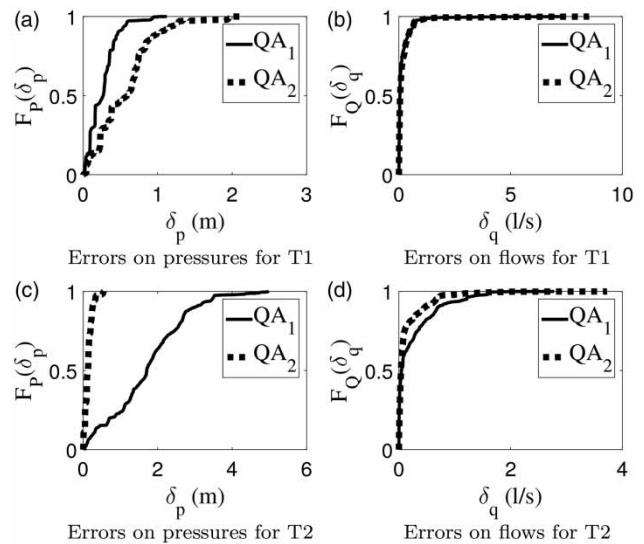 (a)
1
0.5
0
F_P(δ_p)
QA_1
QA_2
0 1 2 3
δ_p (m)
Errors on pressures for T1
(b)
1
0.5
0
F_Q(δ_q)
QA_1
QA_2
0 5 10
δ_q (l/s)
Errors on flows for T1
(c)
1
0.5
0
F_P(δ_p)
QA_1
QA_2
0 2 4 6
δ_p (m)
Errors on pressures for T2
(d)
1
0.5
0
F_Q(δ_q)
QA_1
QA_2
0 2 4
δ_q (l/s)
Errors on flows for T2